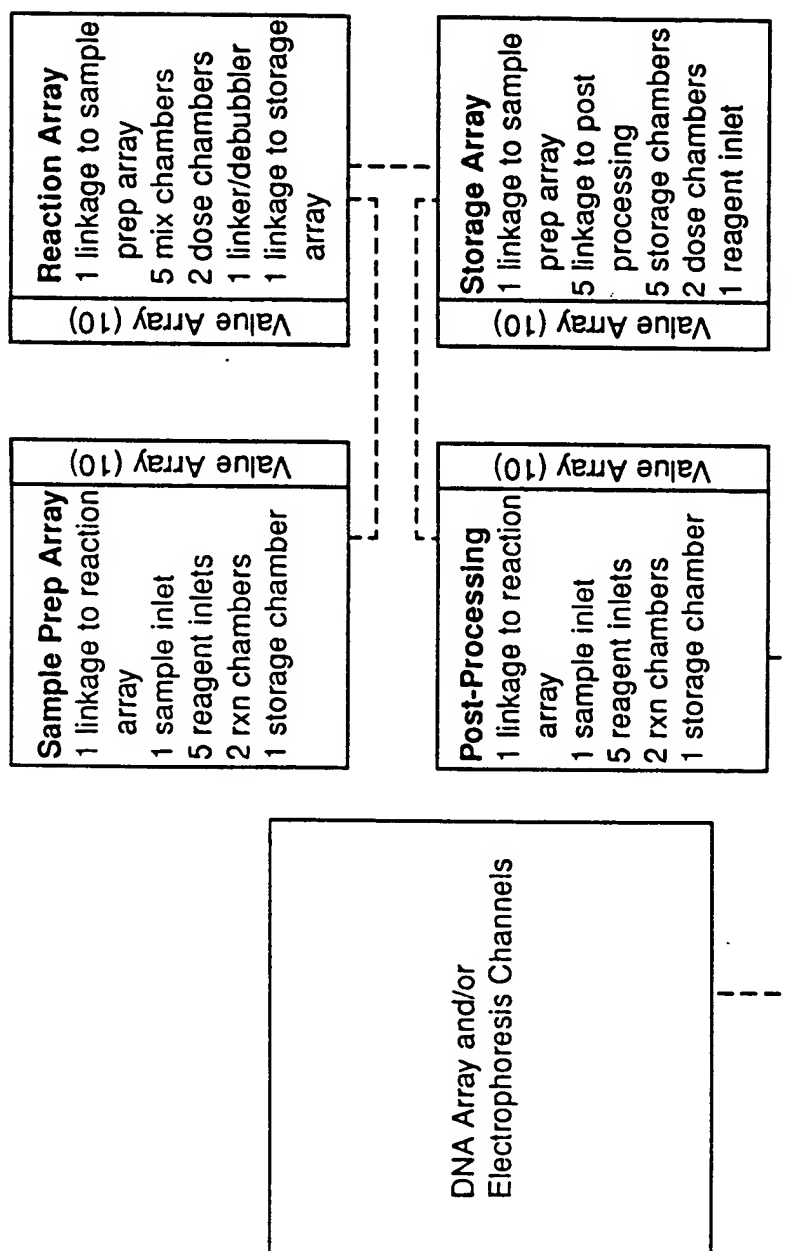 DNA Array and/or
Electrophoresis Channels
Sample Prep Array
1 linkage to reaction
array
1 sample inlet
5 reagent inlets
2 rxn chambers
1 storage chamber
Value Array (10)
Value Array (10)
Reaction Array
1 linkage to sample
prep array
5 mix chambers
2 dose chambers
1 linker/debubbler
1 linkage to storage
array
Post-Processing
1 linkage to reaction
array
1 sample inlet
5 reagent inlets
2 rxn chambers
1 storage chamber
Value Array (10)
Value Array (10)
Storage Array
1 linkage to sample
prep array
5 linkage to post
processing
5 storage chambers
2 dose chambers
1 reagent inlet